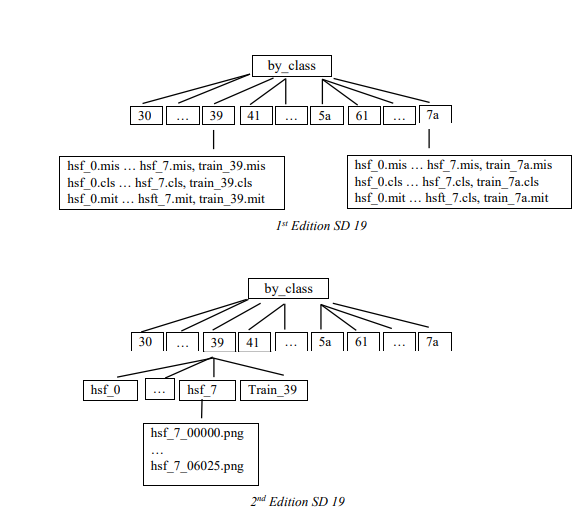 by_class
30 ... 39 41 ... 5a 61 ... 7a
hsf_0.mis ... hsf_7.mis, train_39.mis
hsf_0.cls ... hsf_7.cls, train_39.cls
hsf_0.mit ... hsft_7.mit, train_39.mit
hsf_0.mis ... hsf_7.mis, train_7a.mis
hsf_0.cls ... hsf_7.cls, train_7a.cls
hsf_0.mit ... hsft_7.cls, train_7a.mit
1st Edition SD 19
by_class
30 ... 39 41 ... 5a 61 ... 7a
hsf_0 ... hsf_7 Train_39
hsf_7_00000.png
...
hsf_7_06025.png
2nd Edition SD 19